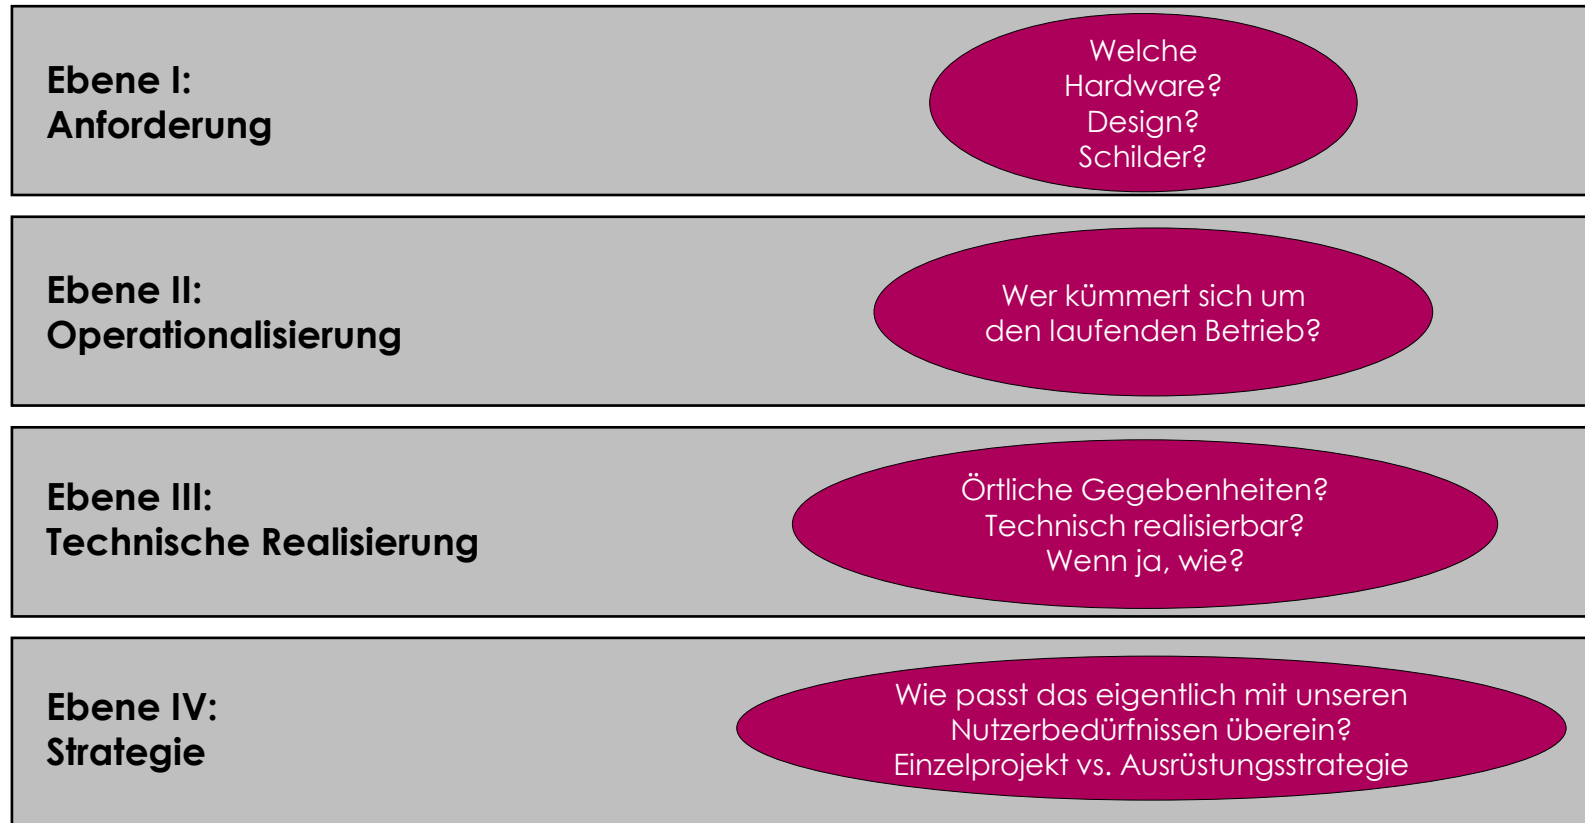 Ebene I:
Anforderung
Welche
Hardware?
Design?
Schilder?
Ebene II:
Operationalisierung
Wer kümmert sich um
den laufenden Betrieb?
Ebene III:
Technische Realisierung
Örtliche Gegebenheiten?
Technisch realisierbar?
Wenn ja, wie?
Ebene IV:
Strategie
Wie passt das eigentlich mit unseren
Nutzerbedürfnissen überein?
Einzelprojekt vs. Ausrüstungsstrategie